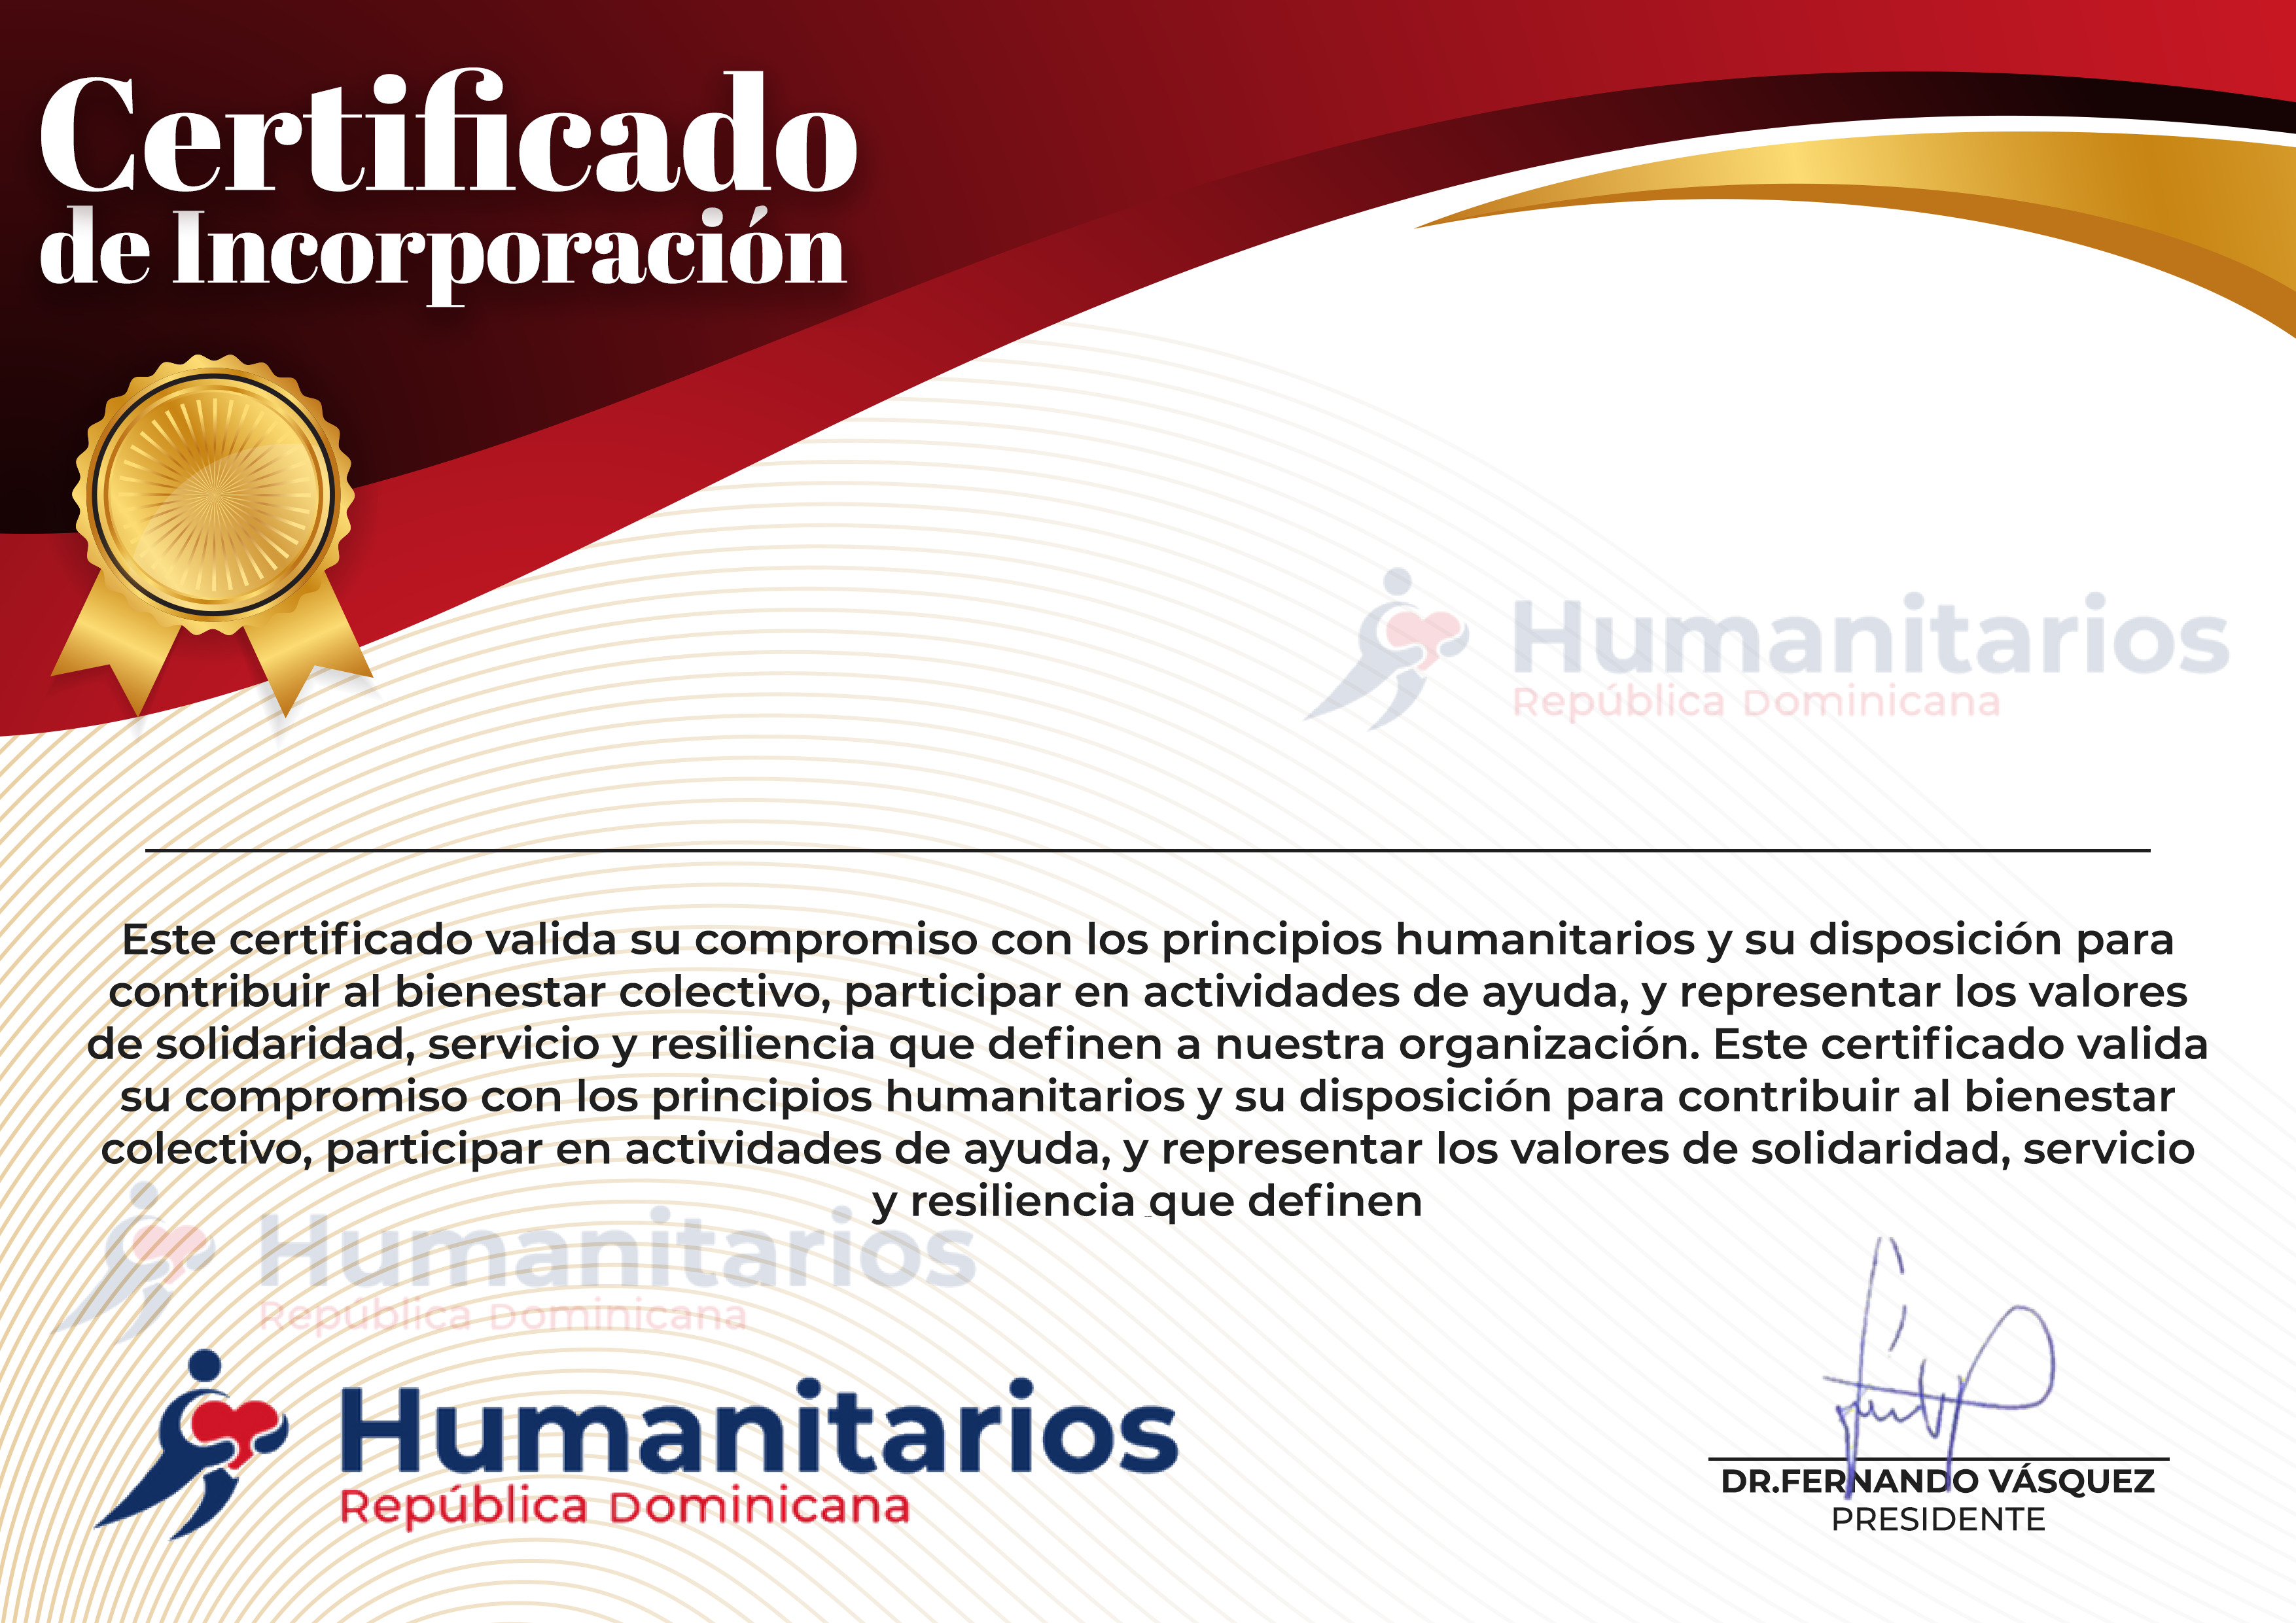 Certificado
de Incorporación
Humanitarios
República Dominicana
Este certificado valida su compromiso con los principios humanitarios y su disposición para
contribuir al bienestar colectivo, participar en actividades de ayuda, y representar los valores
de solidaridad, servicio y resiliencia que definen a nuestra organización. Este certificado valida
su compromiso con los principios humanitarios y su disposición para contribuir al bienestar
colectivo, participar en actividades de ayuda, y representar los valores de solidaridad, servicio
y resiliencia que definen
Humanitarios
República Dominicana
Humanitarios
República Dominicana
DR.FERNANDO VÁSQUEZ
PRESIDENTE